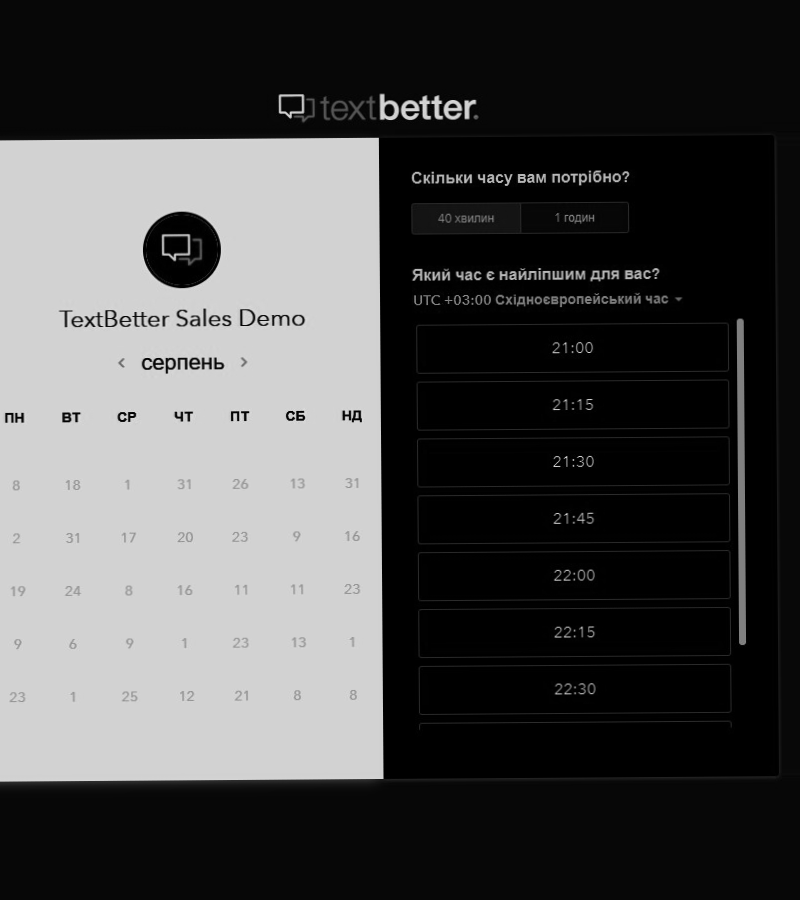 textbetter.
TextBetter Sales Demo
серпень
ПН ВТ СР ЧТ ПТ СБ НД
8 18 1 31 26 13 31
2 31 17 20 23 9 16
19 24 8 16 11 11 23
9 6 9 1 23 13 1
23 1 25 12 21 8 8
Скільки часу вам потрібно?
40 хвилин 1 годин
Який час є найліпшим для вас?
UTC +03:00 Східноєвропейський час
21:00
21:15
21:30
21:45
22:00
22:15
22:30